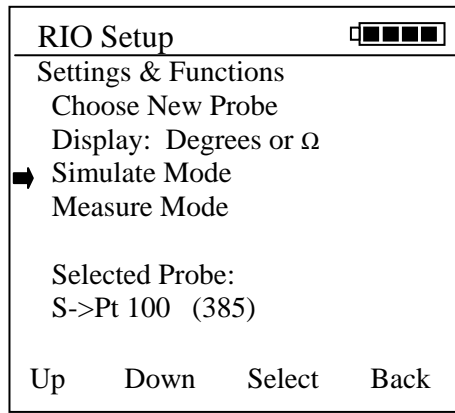 RIO Setup
Settings & Functions
Choose New Probe
Display: Degrees or Ω
Simulate Mode
Measure Mode
Selected Probe:
S->Pt 100 (385)
Up Down Select Back